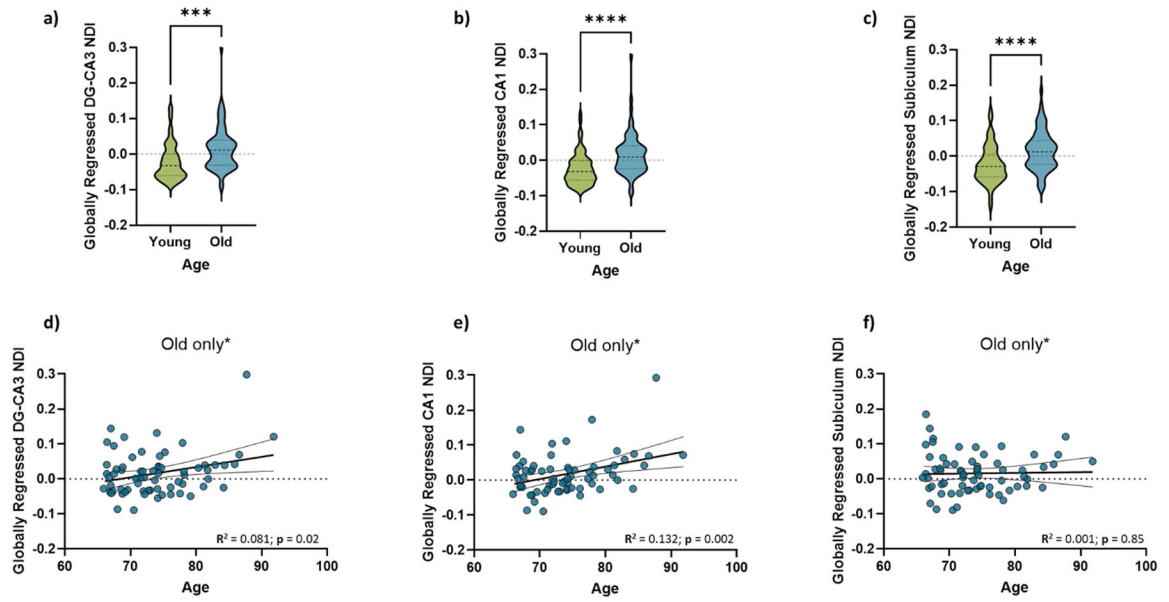 a)
***
Globally Regressed DG-CA3 NDI
0.3
0.2
0.1
0.0
-0.1
-0.2
Young Old
Age
b)
****
Globally Regressed CA1 NDI
0.3
0.2
0.1
0.0
-0.1
-0.2
Young Old
Age
c)
****
Globally Regressed Subiculum NDI
0.3
0.2
0.1
0.0
-0.1
-0.2
Young Old
Age
d)
Old only*
Globally Regressed DG-CA3 NDI
0.3
0.2
0.1
0.0
-0.1
-0.2
R² = 0.081; p = 0.02
60 70 80 90 100
Age
e)
Old only*
Globally Regressed CA1 NDI
0.3
0.2
0.1
0.0
-0.1
-0.2
R² = 0.132; p = 0.002
60 70 80 90 100
Age
f)
Old only*
Globally Regressed Subiculum NDI
0.3
0.2
0.1
0.0
-0.1
-0.2
R² = 0.001; p = 0.85
60 70 80 90 100
Age